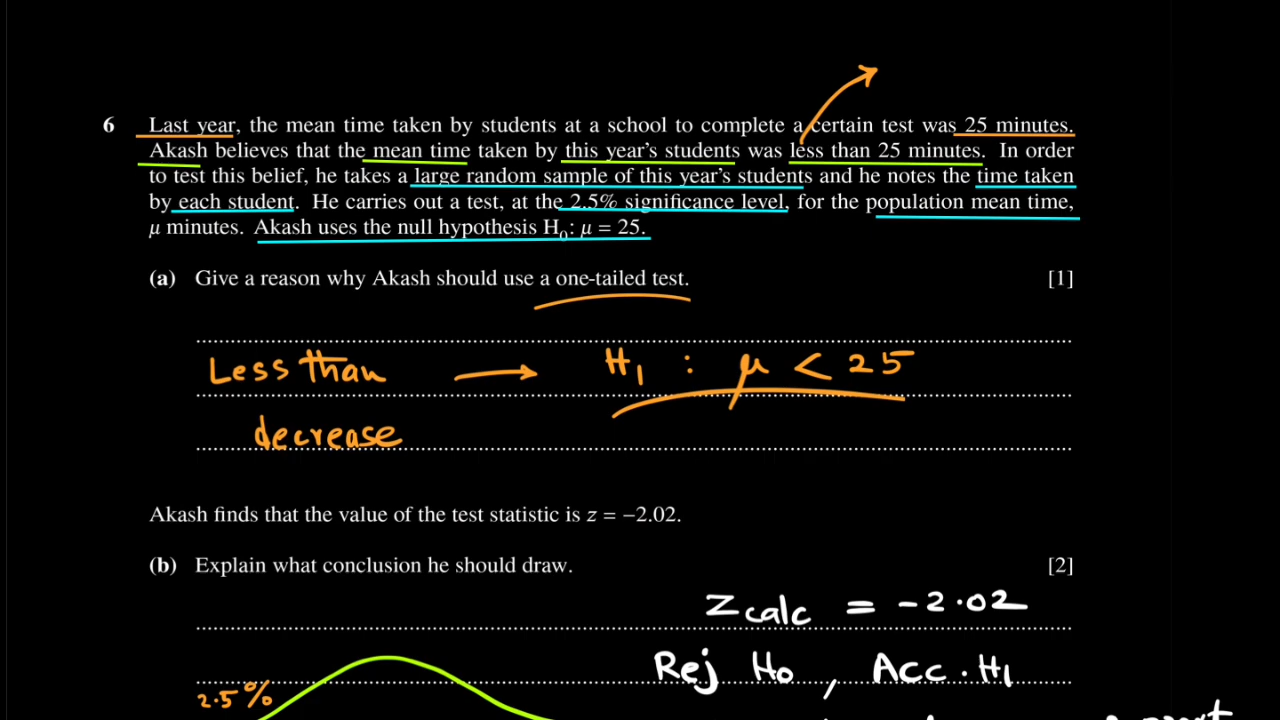 6 Last year, the mean time taken by students at a school to complete a certain test was 25 minutes.
Akash believes that the mean time taken by this year's students was less than 25 minutes. In order
to test this belief, he takes a large random sample of this year's students and he notes the time taken
by each student. He carries out a test, at the 2.5% significance level, for the population mean time,
μ minutes. Akash uses the null hypothesis H₀: μ = 25.
(a) Give a reason why Akash should use a one-tailed test. [1]
Less than → H₁ : μ < 25
decrease
Akash finds that the value of the test statistic is z = −2.02.
(b) Explain what conclusion he should draw. [2]
Zcalc = -2.02
Rej H₀, Acc. H₁
2.5%